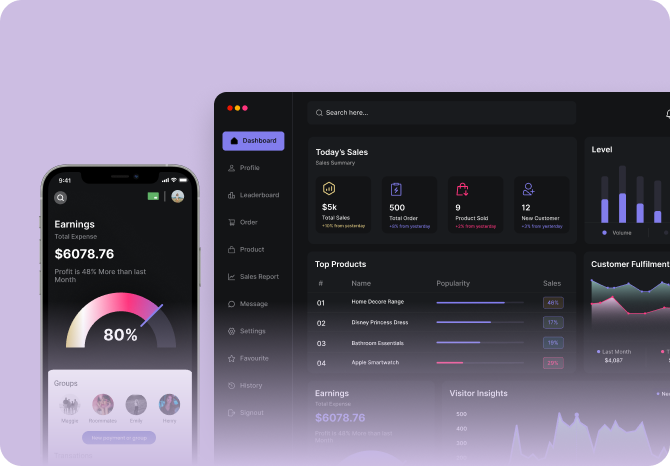 9:41
Earnings
Total Expense
$6078.76
Profit is 48% More than last
Month
80%
Groups
Maggie
Emily
Henry
Dashboard
Profile
Leaderboard
Order
Product
Sales Report
Message
Settings
Favourite
History
Signout
Search here...
Today's Sales
Sales Summary
$5k
Total Sales
+10% from yesterday
500
Total Order
+8% from yesterday
9
Product Sold
+2% from yesterday
12
New Customer
+3% from yesterday
Level
Volume
Top Products
# Name Popularity Sales
01 Home Decore Range 46%
02 Disney Princess Dress 17%
03 Bathroom Essentials 19%
04 Apple Smartwatch 29%
Customer Fulfilment
Last Month
$4,087
Earnings
Total Expense
$6078.76
Profit is 48% More than last
Month
Visitor Insights
500
400
300